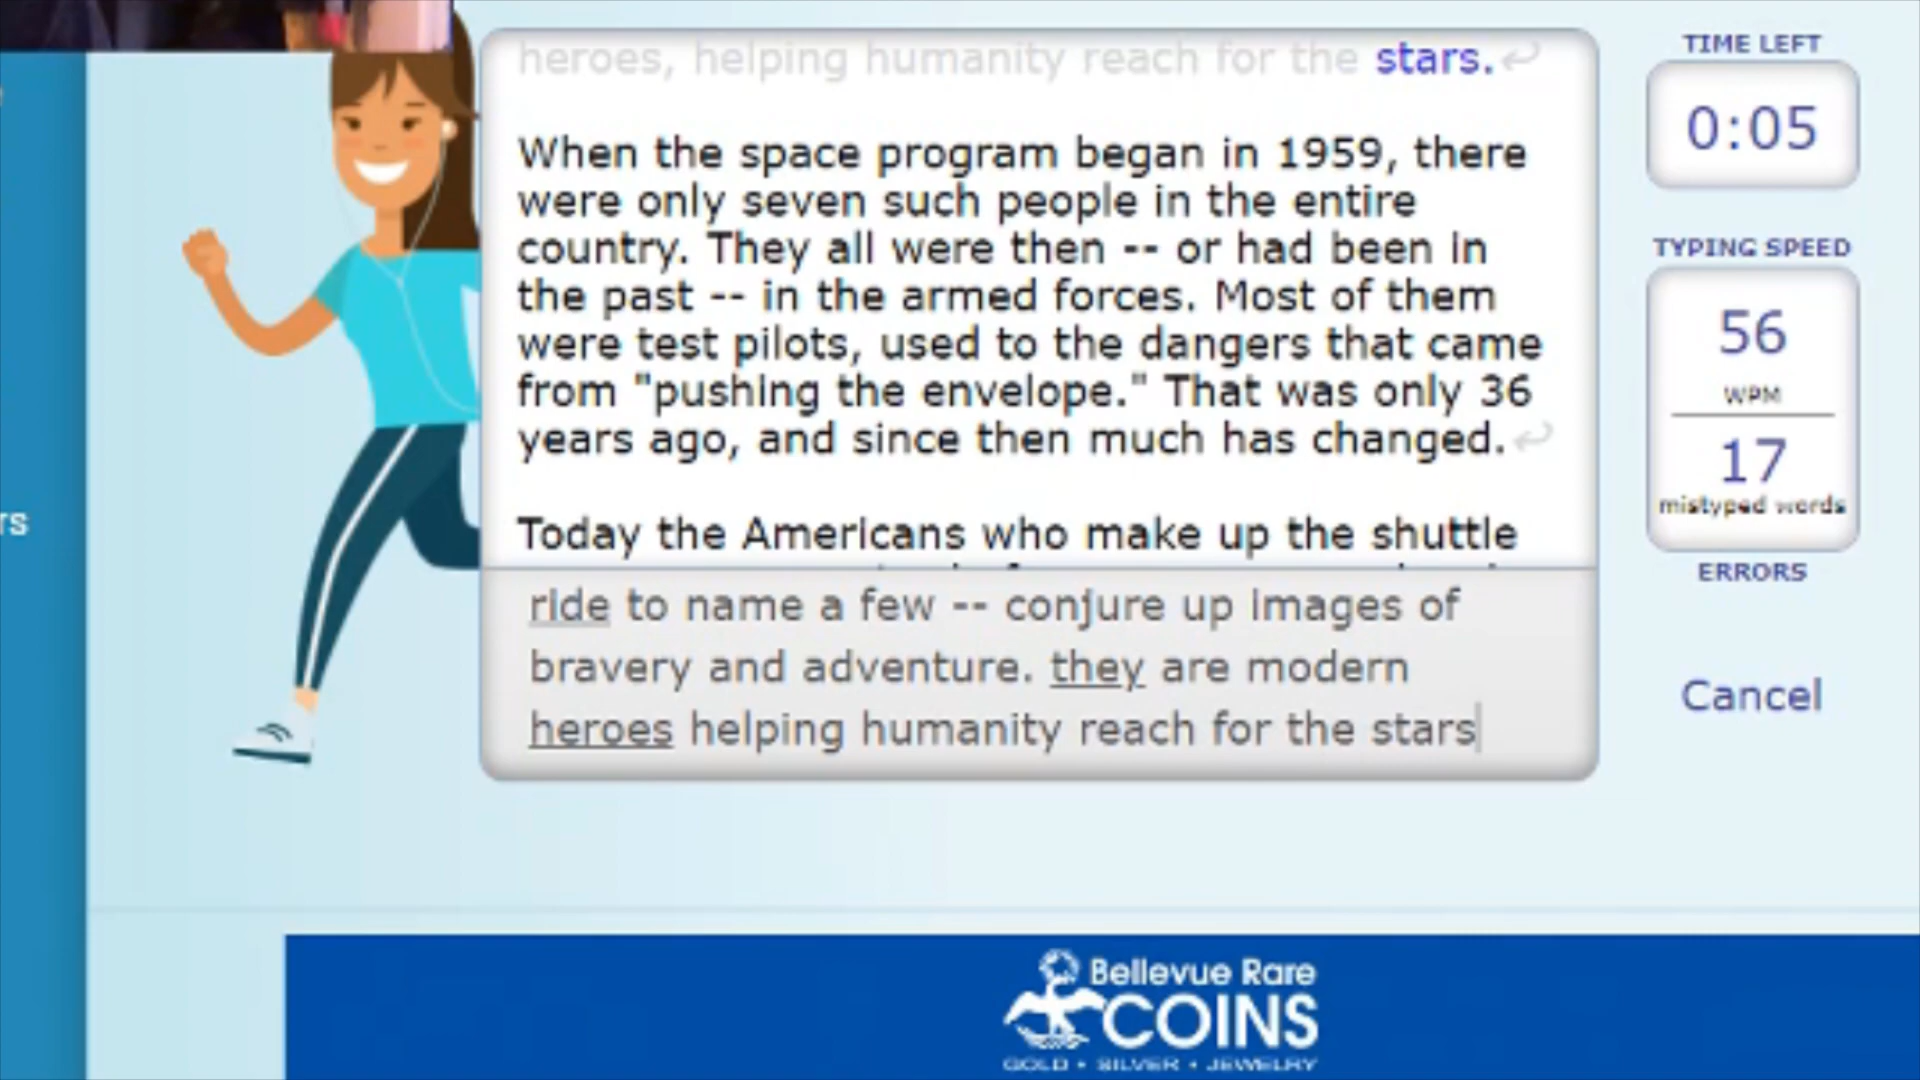 heroes, helping humanity reach for the stars.
When the space program began in 1959, there
were only seven such people in the entire
country. They all were then -- or had been in
the past -- in the armed forces. Most of them
were test pilots, used to the dangers that came
from "pushing the envelope." That was only 36
years ago, and since then much has changed.
Today the Americans who make up the shuttle
ride to name a few -- conjure up images of
bravery and adventure. they are modern
heroes helping humanity reach for the stars
TIME LEFT
0:05
TYPING SPEED
56
WPM
17
mistyped words
ERRORS
Cancel
rs
Bellevue Rare
COINS
GOLD • SILVER • JEWELRY